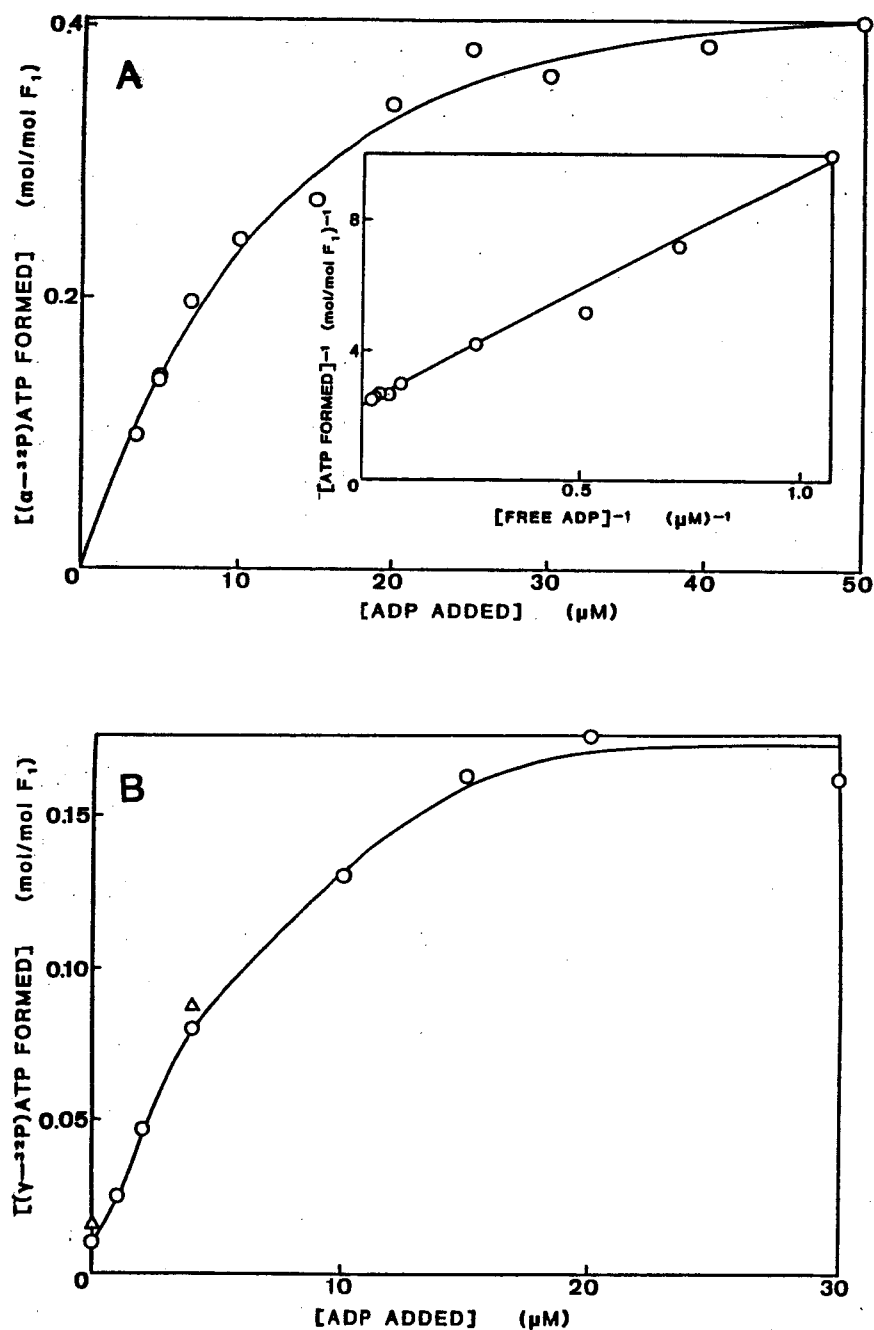 A
[(α—³²P)ATP FORMED] (mol/mol F₁)
0.4
0.2
0
10
20
30
40
50
[ADP ADDED] (μM)
[ATP FORMED]⁻¹ (mol/mol F₁)⁻¹
8
4
0
0.5
1.0
[FREE ADP]⁻¹ (μM)⁻¹
B
[(γ—³²P)ATP FORMED] (mol/mol F₁)
0.15
0.10
0.05
0
10
20
30
[ADP ADDED] (μM)